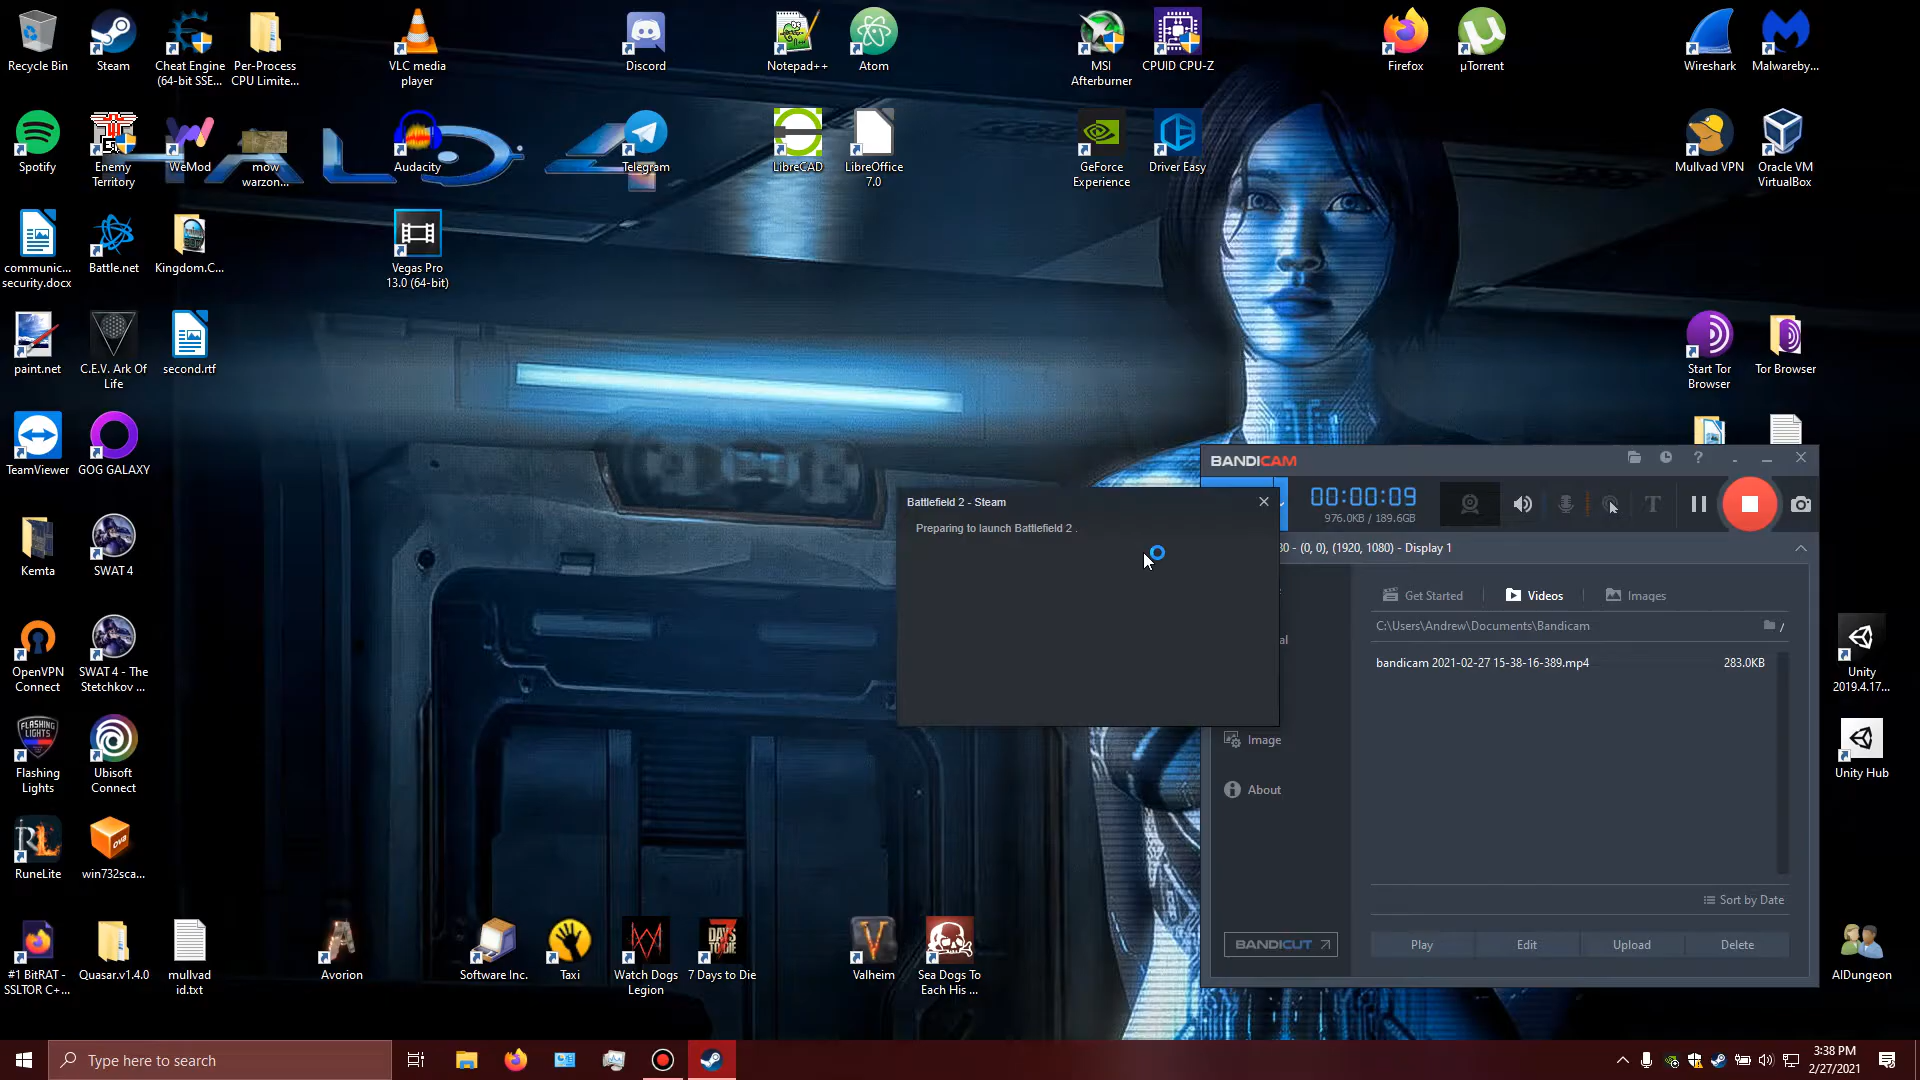 Recycle Bin
Steam
Cheat Engine
(64-bit SSE...
Per-Process
CPU Limite...
VLC media
player
Discord
Notepad++
Atom
MSI
Afterburner
CPUID CPU-Z
Firefox
µTorrent
Wireshark
Malwareby...
Spotify
Enemy
Territory
WeMod
mow
warzon...
Audacity
Telegram
LibreCAD
LibreOffice
7.0
GeForce
Experience
Driver Easy
Mullvad VPN
Oracle VM
VirtualBox
HALO 4
communic...
security.docx
Battle.net
Kingdom.C...
Vegas Pro
13.0 (64-bit)
paint.net
C.E.V. Ark Of
Life
second.rtf
Start Tor
Browser
Tor Browser
TeamViewer
GOG GALAXY
Kemta
SWAT 4
OpenVPN
Connect
SWAT 4 - The
Stetchkov ...
Unity
2019.4.17...
Flashing
Lights
Ubisoft
Connect
Unity Hub
RuneLite
win732sca...
#1 BitRAT -
SSLTOR C+...
Quasar.v1.4.0
mullvad
id.txt
Avorion
Software Inc.
Taxi
Watch Dogs
Legion
7 Days to Die
Valheim
Sea Dogs To
Each His ...
AIDungeon
Battlefield 2 - Steam
Preparing to launch Battlefield 2 .
BANDICAM
00:00:09
976.0KB / 189.6GB
30 - (0, 0), (1920, 1080) - Display 1
Get Started
Videos
Images
C:\Users\Andrew\Documents\Bandicam
bandicam 2021-02-27 15-38-16-389.mp4
283.0KB
al
Image
About
Sort by Date
BANDICUT
Play
Edit
Upload
Delete
Type here to search
3:38 PM
2/27/2021